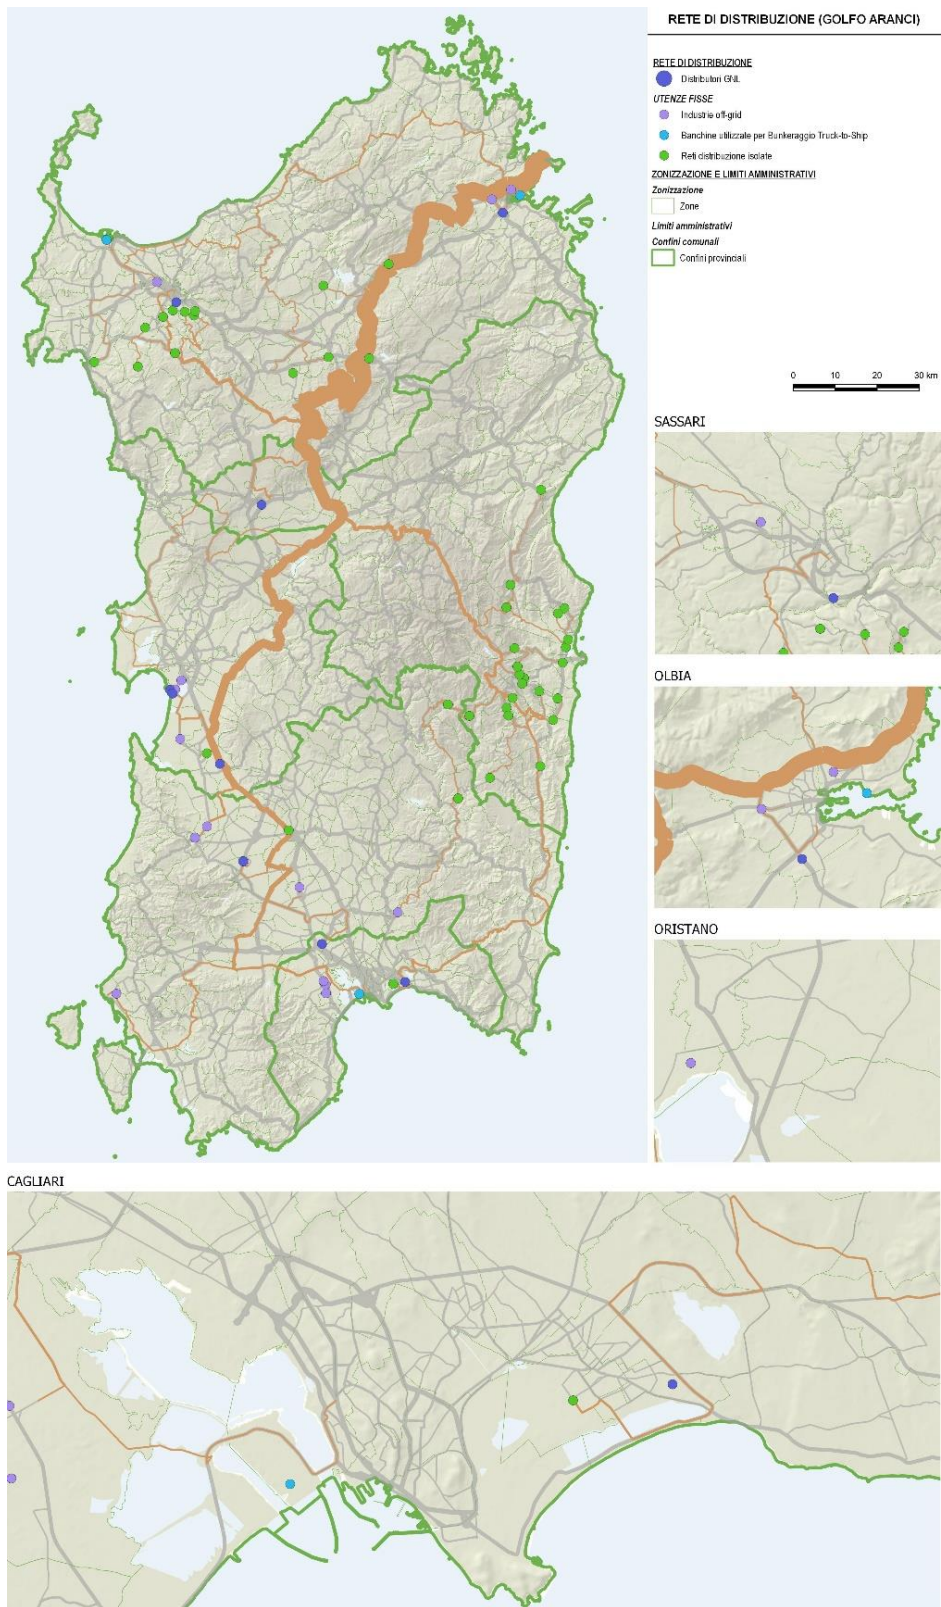 RETE DI DISTRIBUZIONE (GOLFO ARANCI)
RETE DI DISTRIBUZIONE
Distributori GNL
UTENZE FISSE
Industrie off-grid
Banchine utilizzate per Bunkeraggio Truck-to-Ship
Reti distribuzione isolate
ZONIZZAZIONE E LIMITI AMMINISTRATIVI
Zonizzazione
Zone
Limiti amministrativi
Confini comunali
Confini provinciali
0 10 20 30 km
SASSARI
OLBIA
ORISTANO
CAGLIARI